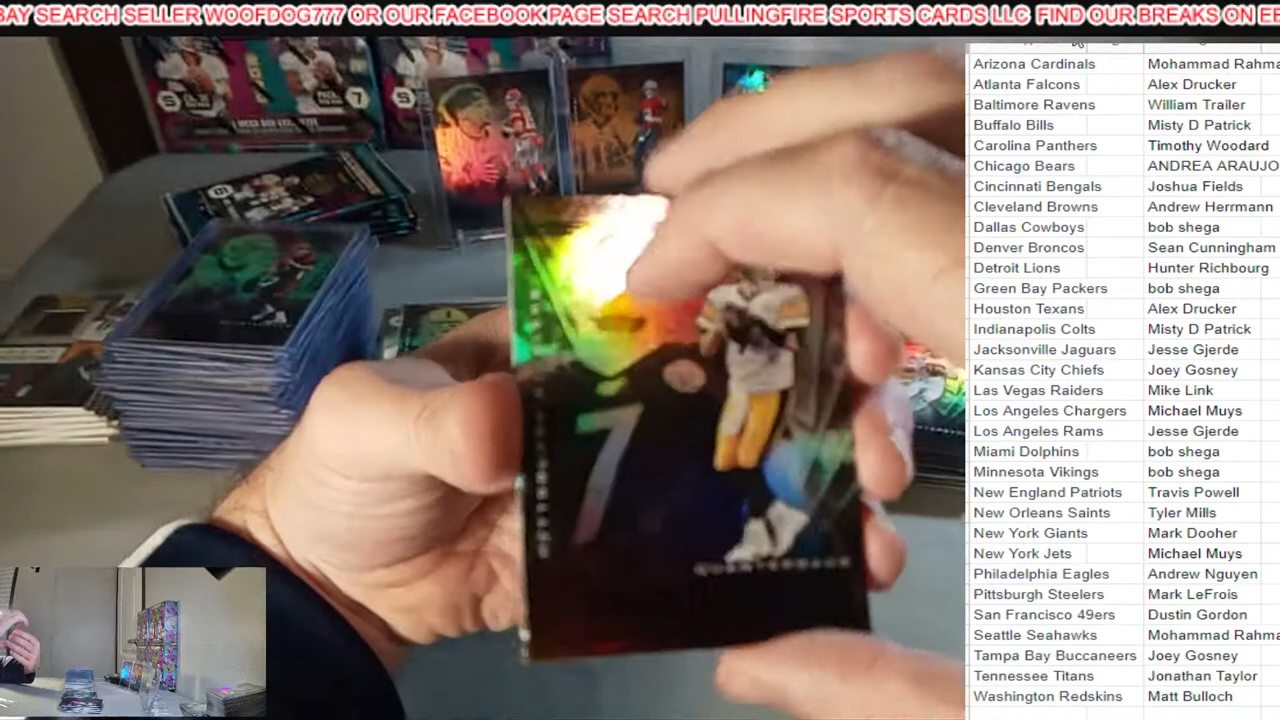 BAY SEARCH SELLER WOOFDOG777 OR OUR FACEBOOK PAGE SEARCH PULLINGFIRE SPORTS CARDS LLC FIND OUR BREAKS ON E
Arizona Cardinals Mohammad Rahma
Atlanta Falcons Alex Drucker
Baltimore Ravens William Trailer
Buffalo Bills Misty D Patrick
Carolina Panthers Timothy Woodard
Chicago Bears ANDREA ARAUJO
Cincinnati Bengals Joshua Fields
Cleveland Browns Andrew Herrmann
Dallas Cowboys bob shega
Denver Broncos Sean Cunningham
Detroit Lions Hunter Richbourg
Green Bay Packers bob shega
Houston Texans Alex Drucker
Indianapolis Colts Misty D Patrick
Jacksonville Jaguars Jesse Gjerde
Kansas City Chiefs Joey Gosney
Las Vegas Raiders Mike Link
Los Angeles Chargers Michael Muys
Los Angeles Rams Jesse Gjerde
Miami Dolphins bob shega
Minnesota Vikings bob shega
New England Patriots Travis Powell
New Orleans Saints Tyler Mills
New York Giants Mark Dooher
New York Jets Michael Muys
Philadelphia Eagles Andrew Nguyen
Pittsburgh Steelers Mark LeFrois
San Francisco 49ers Dustin Gordon
Seattle Seahawks Mohammad Rahma
Tampa Bay Buccaneers Joey Gosney
Tennessee Titans Jonathan Taylor
Washington Redskins Matt Bulloch
5
7
7
QUARTERBACK